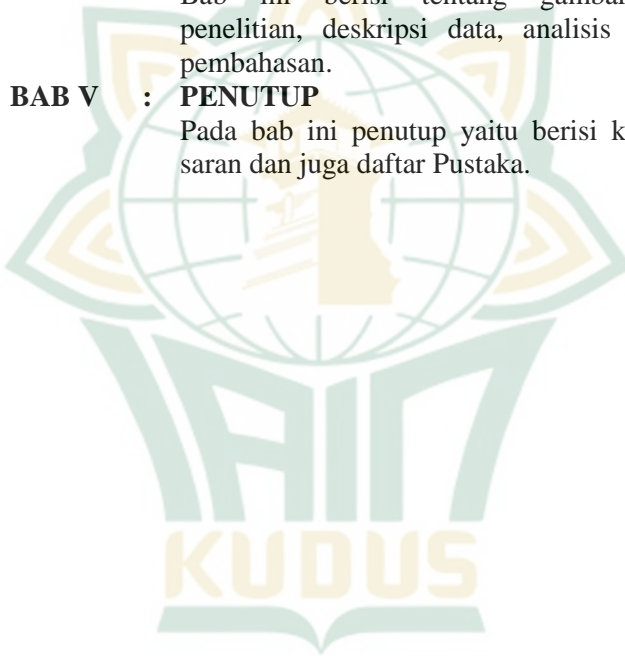 Bab ini berisi tentang
penelitian, deskripsi data, analisis
pembahasan.
BAB V : PENUTUP
Pada bab ini penutup yaitu berisi
saran dan juga daftar Pustaka.
IAIN
KUDUS